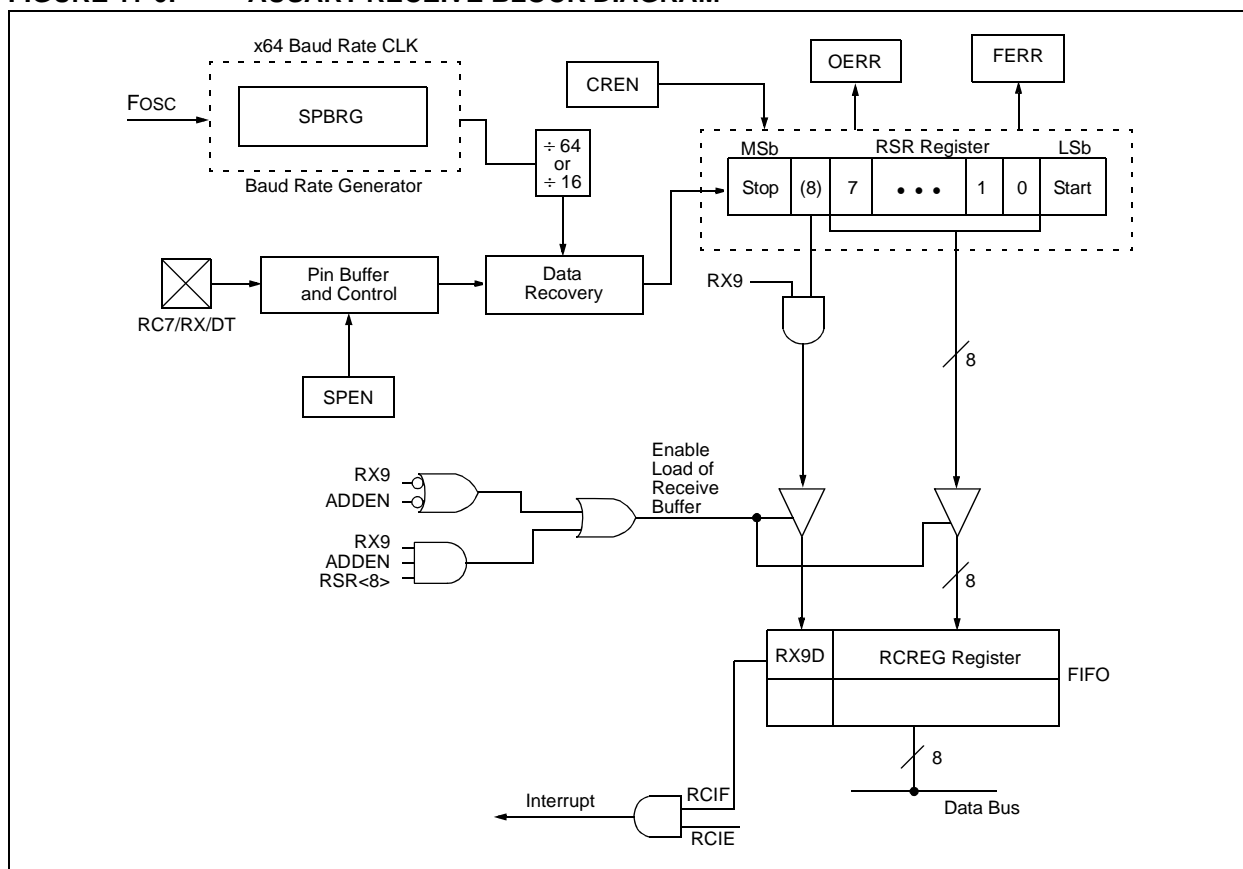 x64 Baud Rate CLK
FOSC
SPBRG
Baud Rate Generator
÷ 64
or
÷ 16
CREN
OERR
FERR
MSb
RSR Register
LSb
Stop
(8)
7
• • •
1
0
Start
RC7/RX/DT
Pin Buffer
and Control
Data
Recovery
SPEN
RX9
8
RX9
ADDEN
RX9
ADDEN
RSR<8>
Enable
Load of
Receive
Buffer
8
RX9D
RCREG Register
FIFO
8
Data Bus
Interrupt
RCIF
RCIE